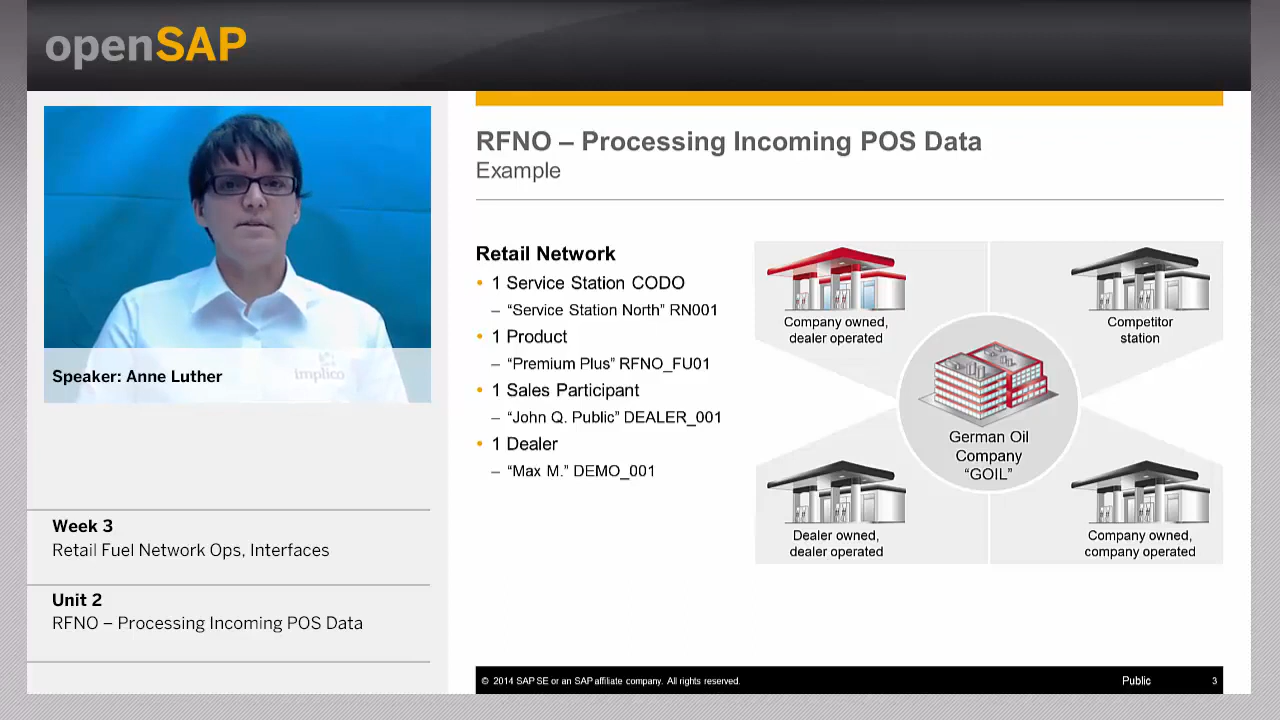 openSAP
RFNO – Processing Incoming POS Data
Example
Retail Network
• 1 Service Station CODO
– “Service Station North” RN001
• 1 Product
– “Premium Plus” RFNO_FU01
• 1 Sales Participant
– “John Q. Public” DEALER_001
• 1 Dealer
– “Max M.” DEMO_001
Company owned,
dealer operated
Competitor
station
German Oil
Company
“GOIL”
Dealer owned,
dealer operated
Company owned,
company operated
implico
Speaker: Anne Luther
Week 3
Retail Fuel Network Ops, Interfaces
Unit 2
RFNO – Processing Incoming POS Data
© 2014 SAP SE or an SAP affiliate company. All rights reserved.
Public
3